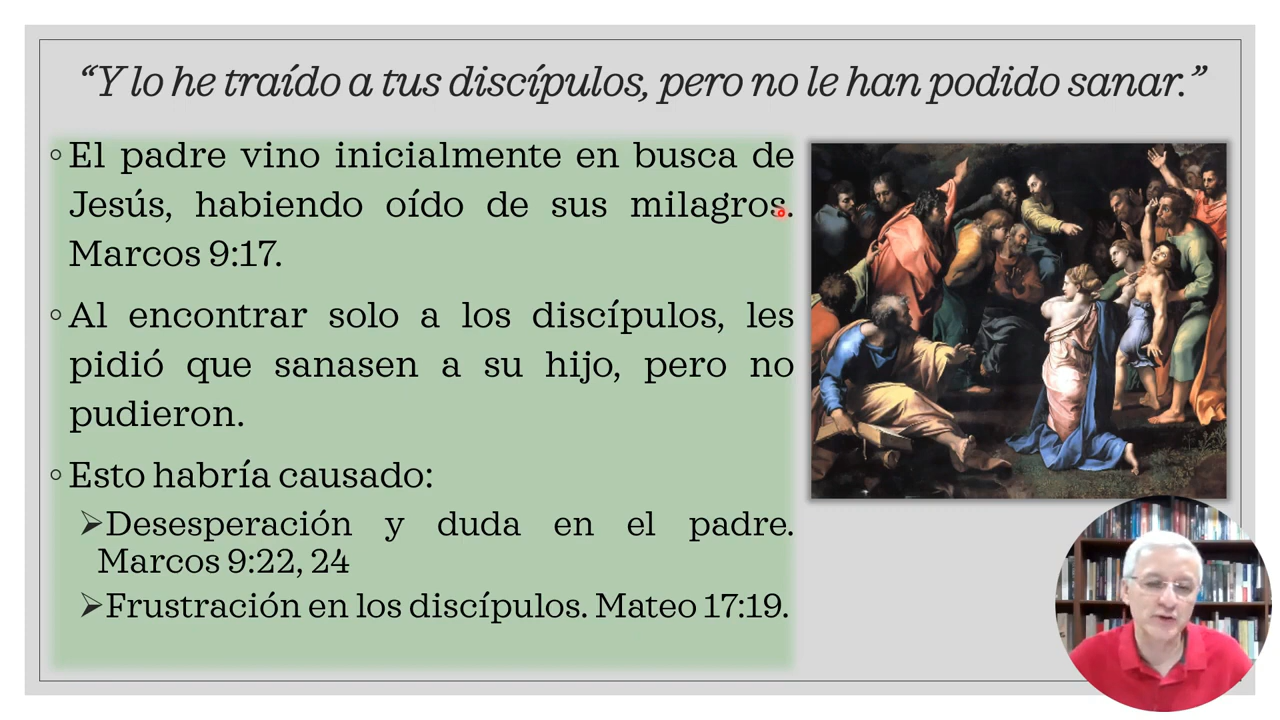 “Y lo he traído a tus discípulos, pero no le han podido sanar.”
◦El padre vino inicialmente en busca de
Jesús, habiendo oído de sus milagros.
Marcos 9:17.
◦Al encontrar solo a los discípulos, les
pidió que sanasen a su hijo, pero no
pudieron.
◦Esto habría causado:
➢Desesperación y duda en el padre.
Marcos 9:22, 24
➢Frustración en los discípulos. Mateo 17:19.